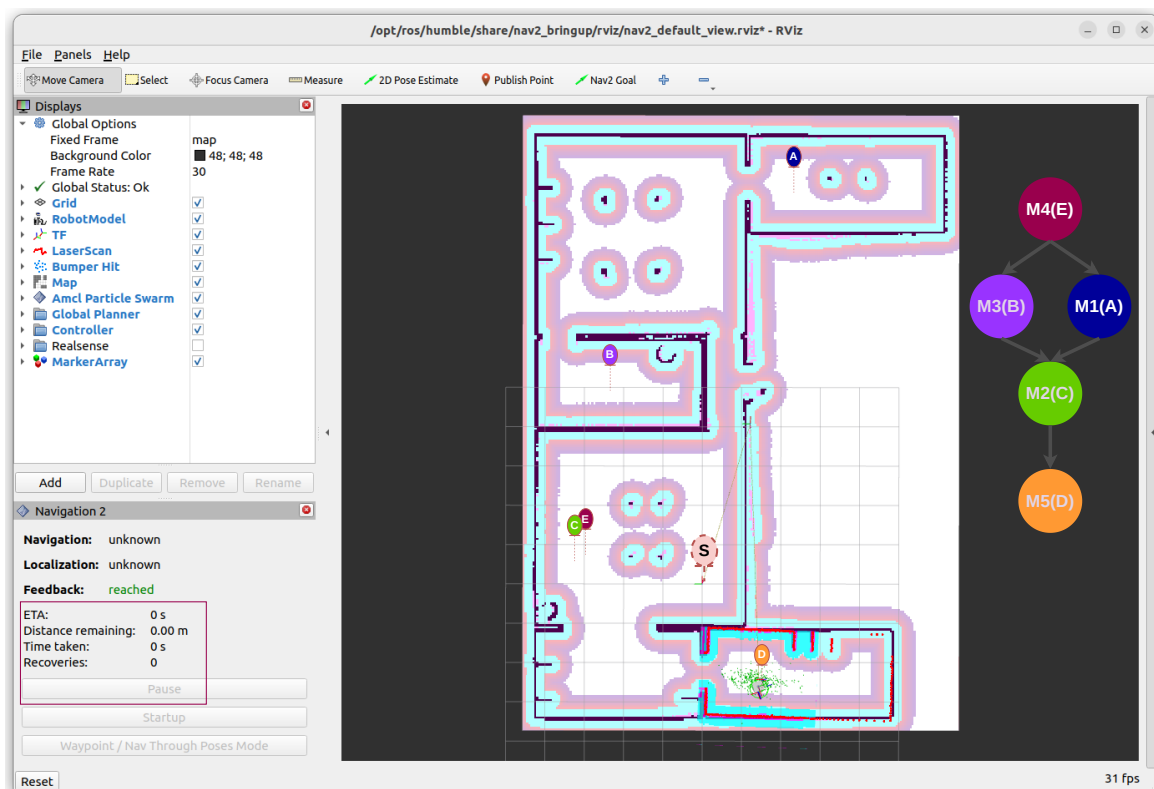 /opt/ros/humble/share/nav2_bringup/rviz/nav2_default_view.rviz* - RViz
File Panels Help
Move Camera Select Focus Camera Measure 2D Pose Estimate Publish Point Nav2 Goal
Displays
Global Options
Fixed Frame map
Background Color 48; 48; 48
Frame Rate 30
Global Status: Ok
Grid
RobotModel
TF
LaserScan
Bumper Hit
Map
Amcl Particle Swarm
Global Planner
Controller
Realsense
MarkerArray
Add Duplicate Remove Rename
Navigation 2
Navigation: unknown
Localization: unknown
Feedback: reached
ETA: 0 s
Distance remaining: 0.00 m
Time taken: 0 s
Recoveries: 0
Pause
Startup
Waypoint / Nav Through Poses Mode
Reset
A
B
C E
S
D
M4(E)
M3(B) M1(A)
M2(C)
M5(D)
31 fps